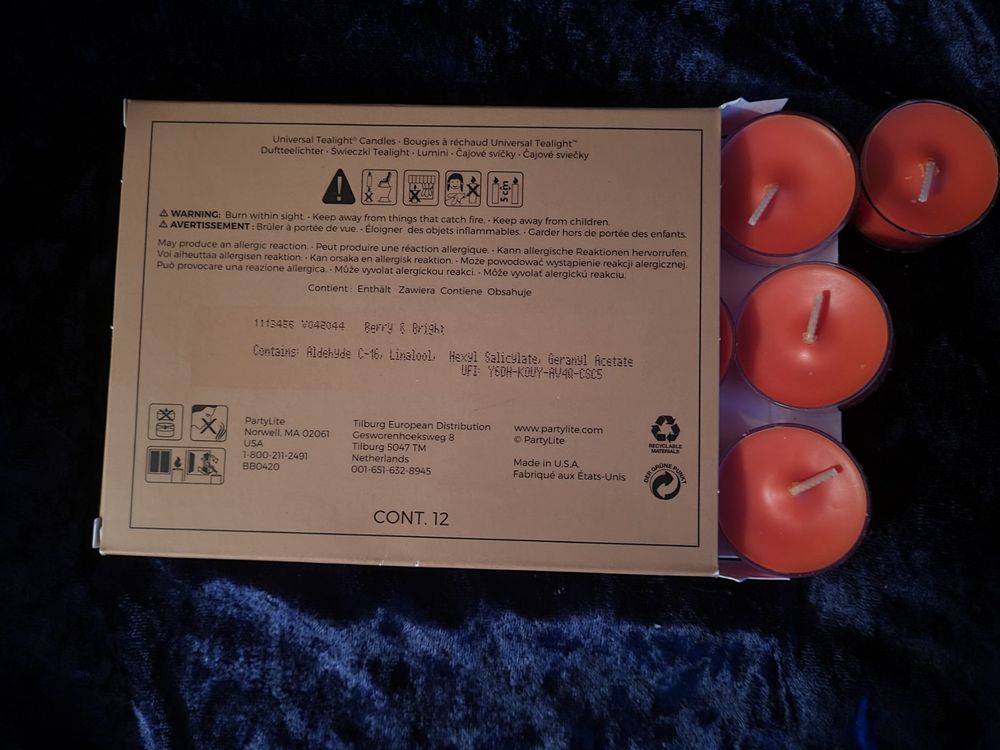 Universal Tealight® Candles · Bougies à réchaud Universal Tealight™
Duftteelichter · Świeczki Tealight · Lumini · Čajové svíčky · Čajové sviečky
5 cm
⚠ WARNING: Burn within sight. · Keep away from things that catch fire. · Keep away from children.
⚠ AVERTISSEMENT : Brûler à portée de vue. · Éloigner des objets inflammables. · Garder hors de portée des enfants.
May produce an allergic reaction. · Peut produire une réaction allergique. · Kann allergische Reaktionen hervorrufen.
Voi aiheuttaa allergisen reaktion. · Kan orsaka en allergisk reaktion. · Może powodować wystąpienie reakcji alergicznej.
Può provocare una reazione allergica. · Může vyvolat alergickou reakci. · Môže vyvolať alergickú reakciu.
Contient : Enthält Zawiera Contiene Obsahuje
1113456 V042044 Berry & Bright
Contains: Aldehyde C-16, Linalool, Hexyl Salicylate, Geranyl Acetate
UFI: Y6DH-K0UY-AV4Q-CSC5
PartyLite
Norwell, MA 02061
USA
1-800-211-2491
BB0420
Tilburg European Distribution
Gesworenhoeksweg 8
Tilburg 5047 TM
Netherlands
001-651-632-8945
www.partylite.com
© PartyLite
Made in U.S.A.
Fabriqué aux États-Unis
RECYCLABLE
MATERIALS
DER GRÜNE PUNKT
CONT. 12